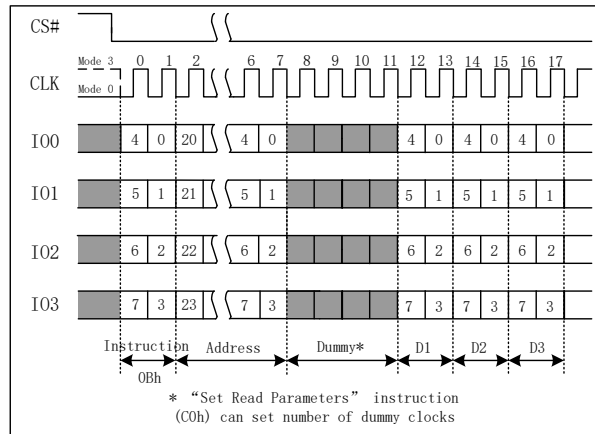 CS#
Mode 3 0 1 2 6 7 8 9 10 11 12 13 14 15 16 17
CLK
Mode 0
IO0 4 0 20 4 0 4 0 4 0 4 0
IO1 5 1 21 5 1 5 1 5 1 5 1
IO2 6 2 22 6 2 6 2 6 2 6 2
IO3 7 3 23 7 3 7 3 7 3 7 3
Instruction Address Dummy* D1 D2 D3
0Bh
* “Set Read Parameters” instruction
(C0h) can set number of dummy clocks